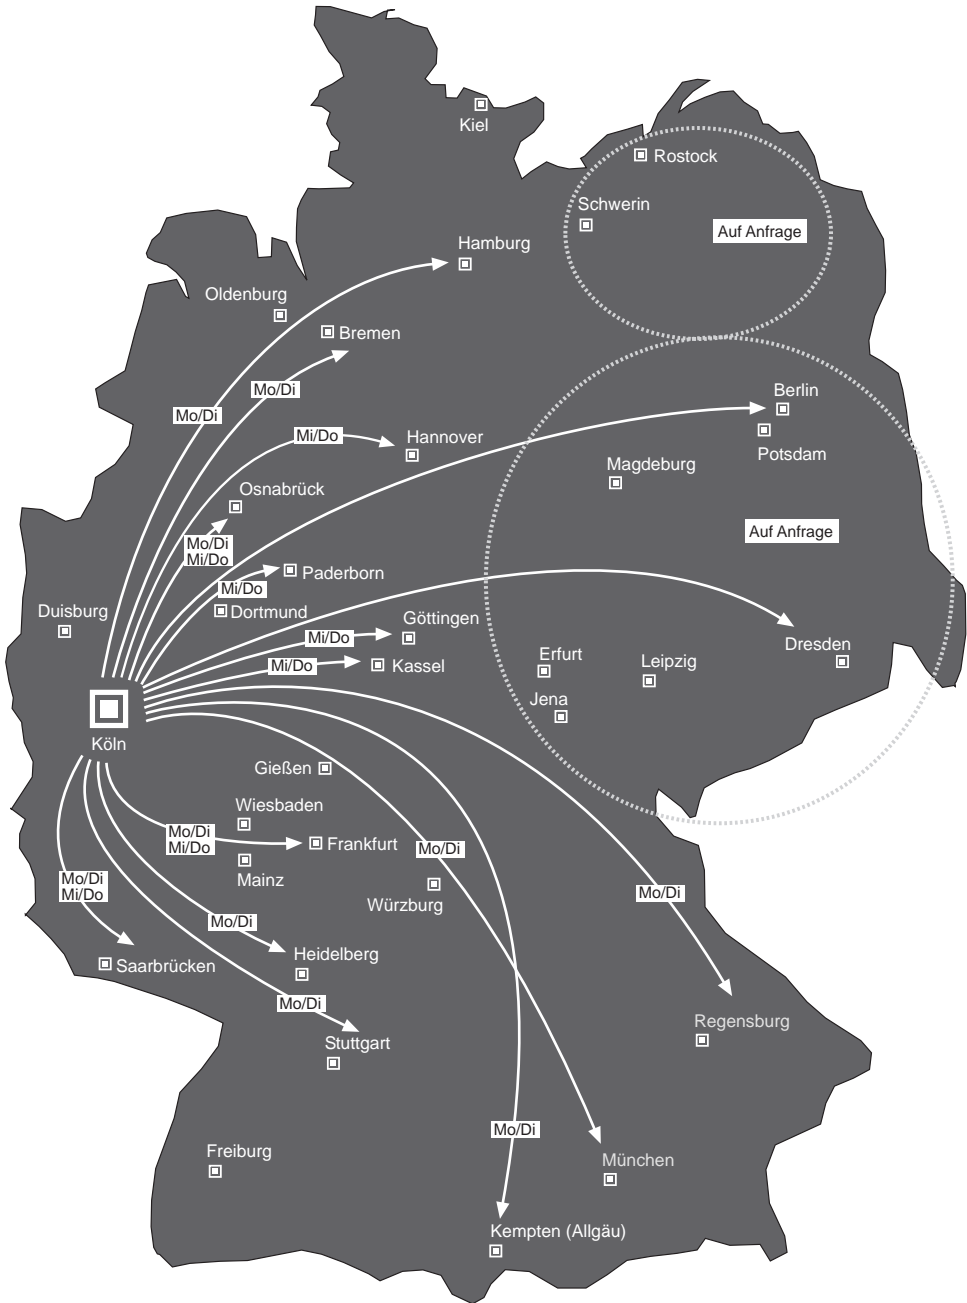 Kiel
Rostock
Schwerin
Auf Anfrage
Hamburg
Oldenburg
Bremen
Mo/Di
Mo/Di
Berlin
Mi/Do
Hannover
Potsdam
Magdeburg
Osnabrück
Auf Anfrage
Mo/Di
Mi/Do
Paderborn
Mo/Di
Duisburg
Dortmund
Göttingen
Mi/Do
Dresden
Erfurt
Leipzig
Mi/Do
Kassel
Jena
Köln
Gießen
Wiesbaden
Mo/Di
Mi/Do
Frankfurt
Mo/Di
Mainz
Mo/Di
Mi/Do
Würzburg
Mo/Di
Mo/Di
Heidelberg
Saarbrücken
Mo/Di
Regensburg
Stuttgart
Mo/Di
Freiburg
München
Kempten (Allgäu)